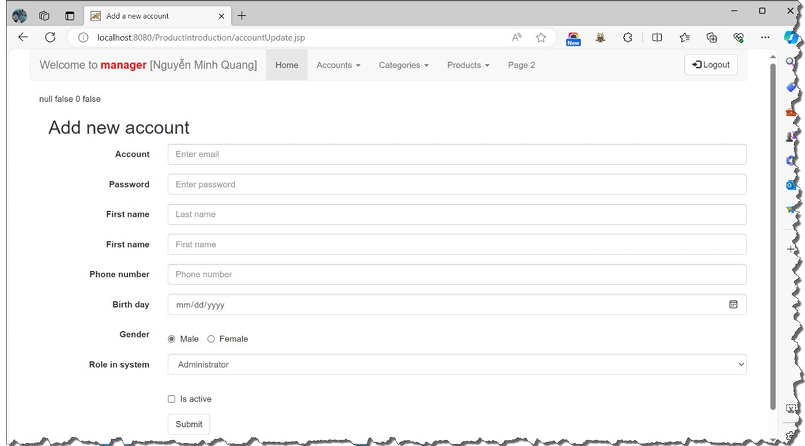 Add a new account
localhost:8080/ProductIntroduction/accountUpdate.jsp
New
Welcome to manager [Nguyễn Minh Quang] Home Accounts Categories Products Page 2 Logout
null false 0 false
Add new account
Account Enter email
Password Enter password
First name Last name
First name First name
Phone number Phone number
Birth day mm/dd/yyyy
Gender Male Female
Role in system Administrator
Is active
Submit